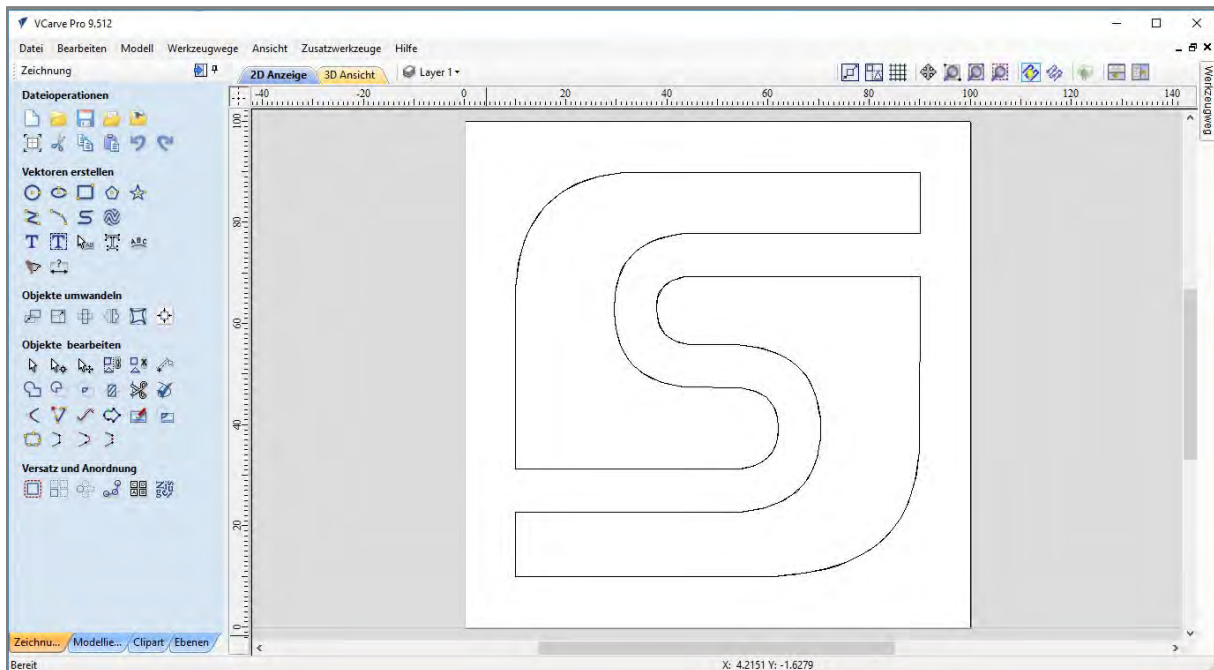 VCarve Pro 9.512
Datei Bearbeiten Modell Werkzeugwege Ansicht Zusatzwerkzeuge Hilfe
Zeichnung
2D Anzeige 3D Ansicht Layer 1
Werkzeugweg
Dateioperationen
-40 -20 0 20 40 60 80 100 120 140
100
80
60
40
20
0
Vektoren erstellen
Objekte umwandeln
Objekte bearbeiten
Versatz und Anordnung
Zeichnu... Modellie... Clipart Ebenen
Bereit
X: 4.2151 Y: -1.6279